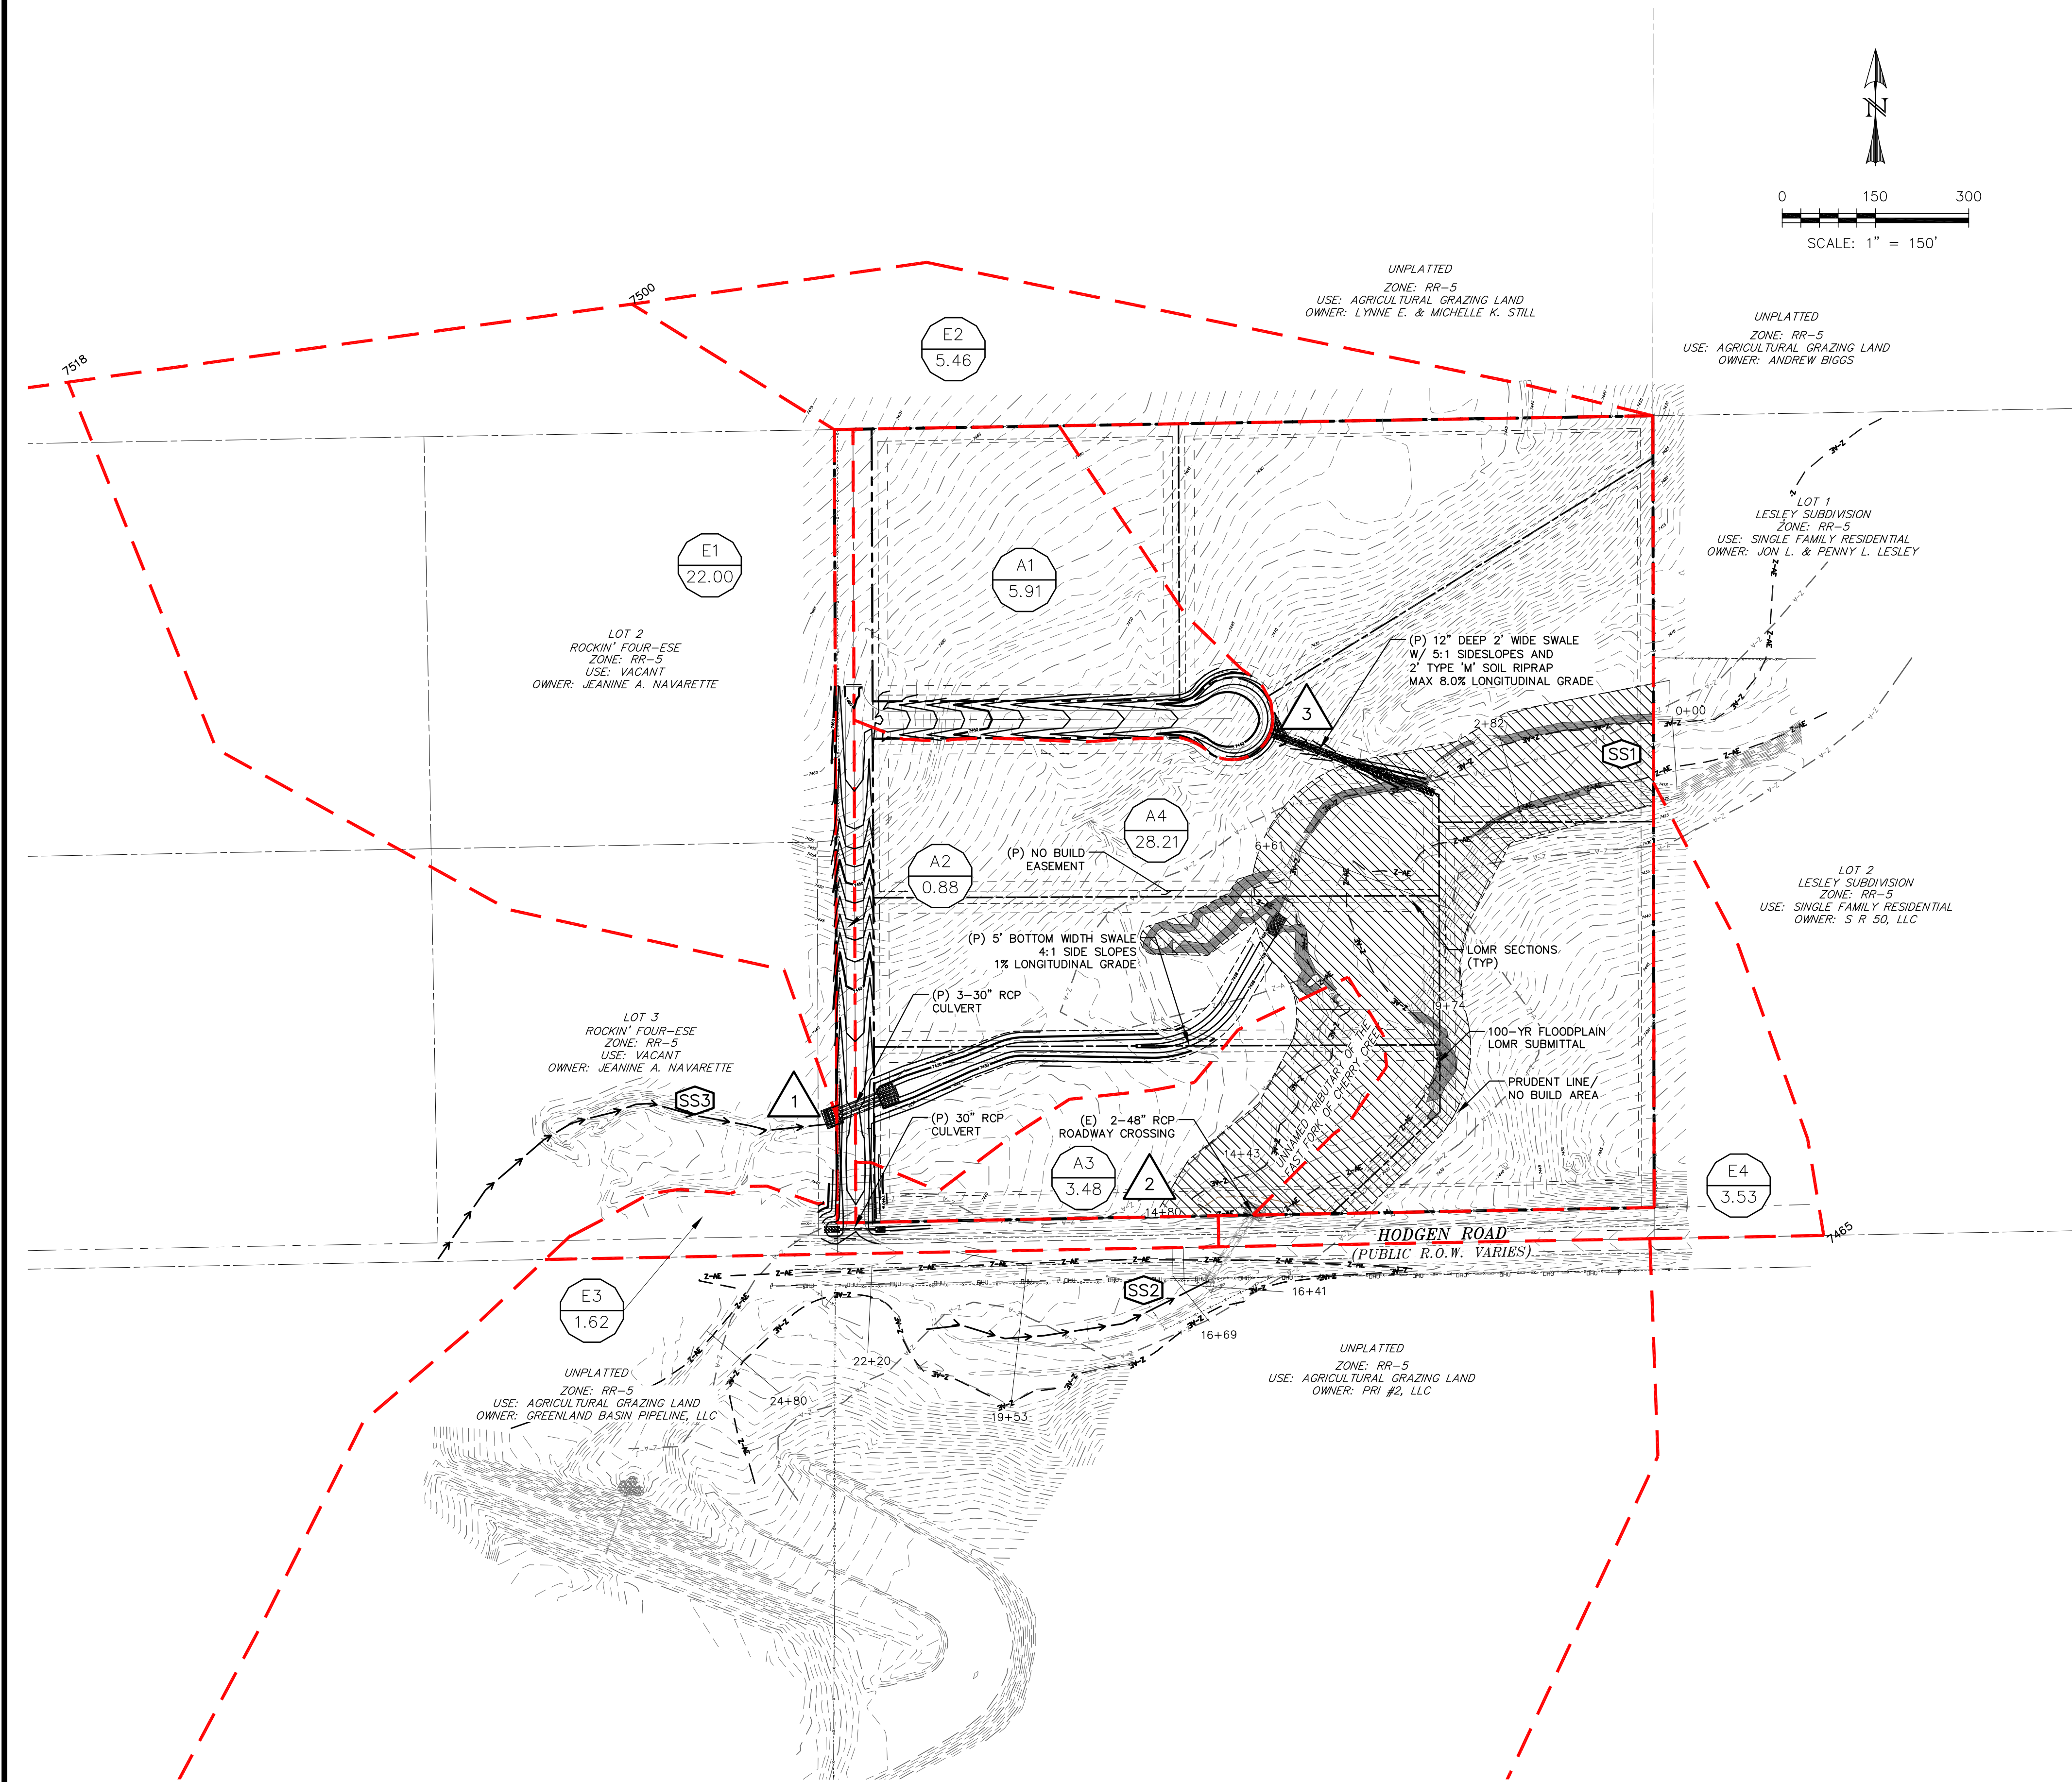 N
0 150 300
SCALE: 1" = 150'
UNPLATTED
ZONE: RR-5
USE: AGRICULTURAL GRAZING LAND
OWNER: LYNNE E. & MICHELLE K. STILL
UNPLATTED
ZONE: RR-5
USE: AGRICULTURAL GRAZING LAND
OWNER: ANDREW BIGGS
7500
7518
E2
5.46
LOT 1
LESLEY SUBDIVISION
ZONE: RR-5
USE: SINGLE FAMILY RESIDENTIAL
OWNER: JON L. & PENNY L. LESLEY
E1
22.00
A1
5.91
LOT 2
ROCKIN' FOUR-ESE
ZONE: RR-5
USE: VACANT
OWNER: JEANINE A. NAVARETTE
(P) 12" DEEP 2' WIDE SWALE
W/ 5:1 SIDESLOPES AND
2' TYPE 'M' SOIL RIPRAP
MAX 8.0% LONGITUDINAL GRADE
3
2+82
0+00
SS1
A4
28.21
6+61
(P) NO BUILD
EASEMENT
A2
0.88
LOT 2
LESLEY SUBDIVISION
ZONE: RR-5
USE: SINGLE FAMILY RESIDENTIAL
OWNER: S R 50, LLC
(P) 5' BOTTOM WIDTH SWALE
4:1 SIDE SLOPES
1% LONGITUDINAL GRADE
LOMR SECTIONS
(TYP)
(P) 3-30" RCP
CULVERT
9+74
LOT 3
ROCKIN' FOUR-ESE
ZONE: RR-5
USE: VACANT
OWNER: JEANINE A. NAVARETTE
100-YR FLOODPLAIN
LOMR SUBMITTAL
PRUDENT LINE/
NO BUILD AREA
SS3
1
(P) 30" RCP
CULVERT
(E) 2-48" RCP
ROADWAY CROSSING
UNNAMED TRIBUTARY OF THE
EAST FORK OF CHERRY CREEK
14+43
A3
3.48
2
14+80
E4
3.53
7465
HODGEN ROAD
(PUBLIC R.O.W. VARIES)
SS2
16+41
16+69
E3
1.62
22+20
24+80
19+53
UNPLATTED
ZONE: RR-5
USE: AGRICULTURAL GRAZING LAND
OWNER: GREENLAND BASIN PIPELINE, LLC
UNPLATTED
ZONE: RR-5
USE: AGRICULTURAL GRAZING LAND
OWNER: PRI #2, LLC